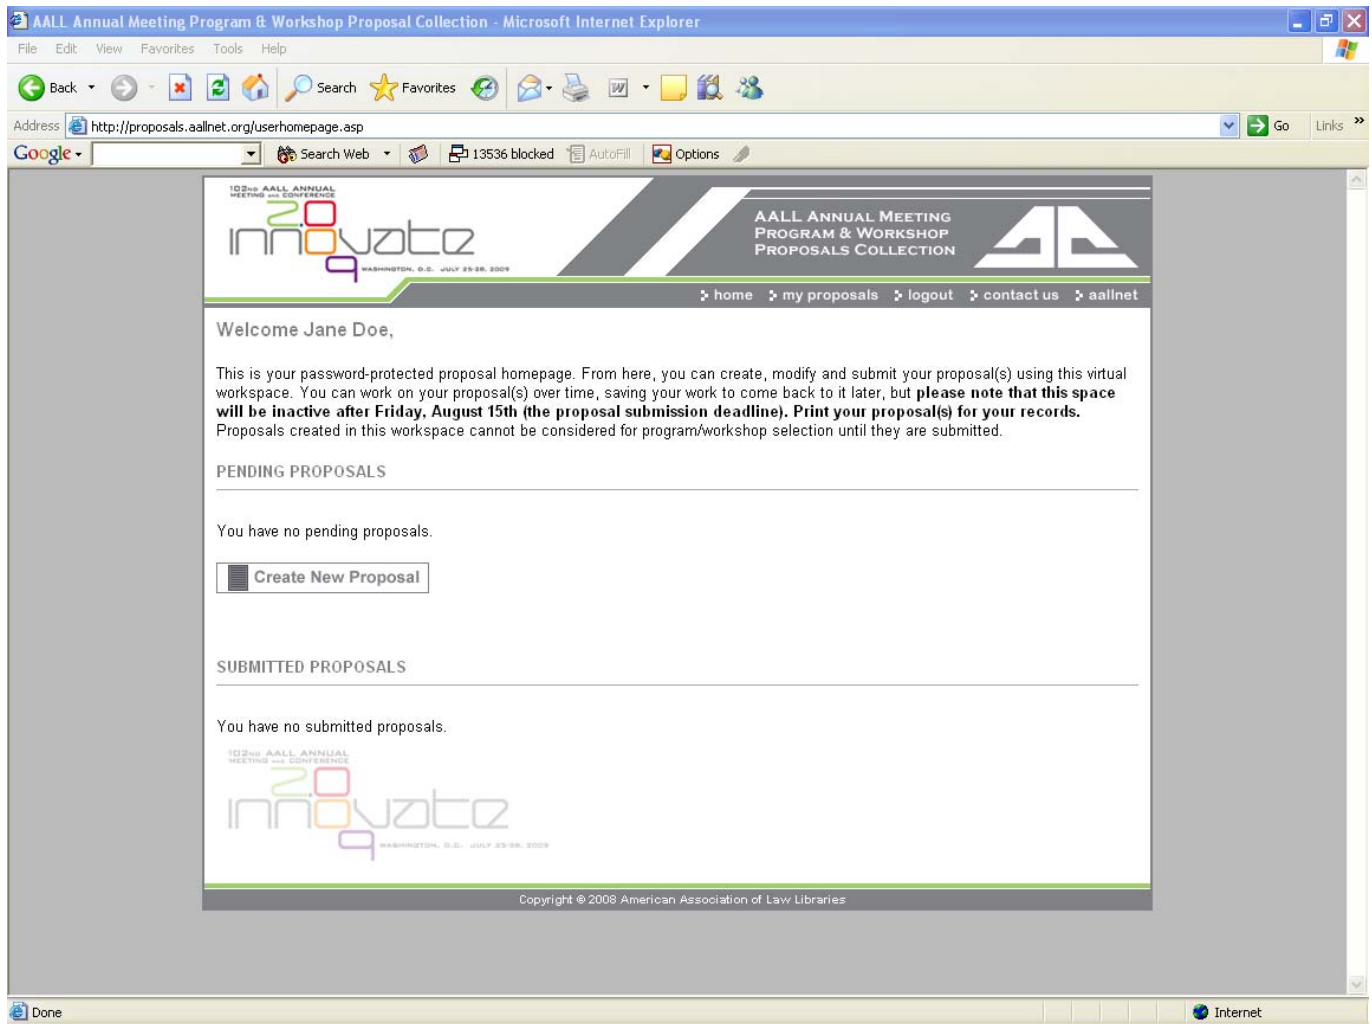 AALL Annual Meeting Program & Workshop Proposal Collection - Microsoft Internet Explorer
File Edit View Favorites Tools Help
Back Search Favorites
Address http://proposals.aallnet.org/userhomepage.asp Go Links »
Google Search Web 13536 blocked AutoFill Options
102ND AALL ANNUAL
MEETING AND CONFERENCE
20
innovate
9
WASHINGTON, D.C. JULY 25-28, 2009
AALL ANNUAL MEETING
PROGRAM & WORKSHOP
PROPOSALS COLLECTION
home my proposals logout contact us aallnet
Welcome Jane Doe,
This is your password-protected proposal homepage. From here, you can create, modify and submit your proposal(s) using this virtual
workspace. You can work on your proposal(s) over time, saving your work to come back to it later, but please note that this space
will be inactive after Friday, August 15th (the proposal submission deadline). Print your proposal(s) for your records.
Proposals created in this workspace cannot be considered for program/workshop selection until they are submitted.
PENDING PROPOSALS
You have no pending proposals.
Create New Proposal
SUBMITTED PROPOSALS
You have no submitted proposals.
102ND AALL ANNUAL
MEETING AND CONFERENCE
20
innovate
9
WASHINGTON, D.C. JULY 25-28, 2009
Copyright © 2008 American Association of Law Libraries
Done Internet